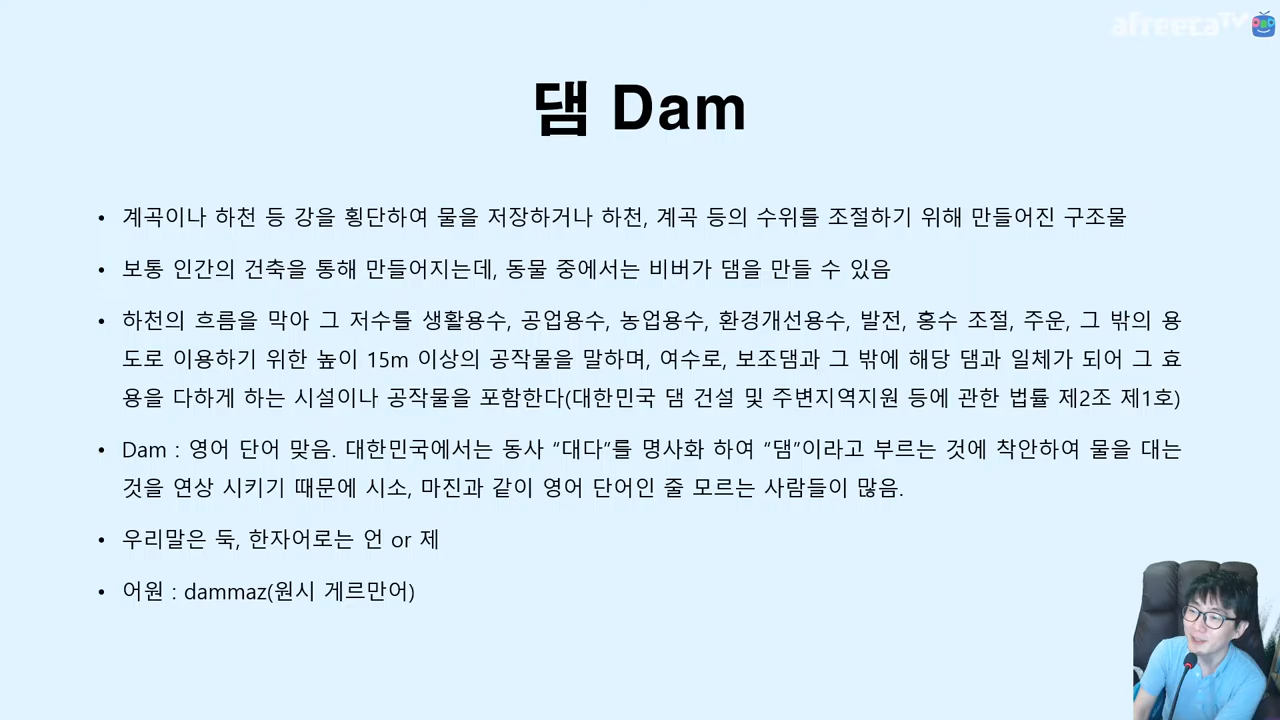 afreecaTV
댐 Dam
• 계곡이나 하천 등 강을 횡단하여 물을 저장하거나 하천, 계곡 등의 수위를 조절하기 위해 만들어진 구조물
• 보통 인간의 건축을 통해 만들어지는데, 동물 중에서는 비버가 댐을 만들 수 있음
• 하천의 흐름을 막아 그 저수를 생활용수, 공업용수, 농업용수, 환경개선용수, 발전, 홍수 조절, 주운, 그 밖의 용
도로 이용하기 위한 높이 15m 이상의 공작물을 말하며, 여수로, 보조댐과 그 밖에 해당 댐과 일체가 되어 그 효
용을 다하게 하는 시설이나 공작물을 포함한다(대한민국 댐 건설 및 주변지역지원 등에 관한 법률 제2조 제1호)
• Dam : 영어 단어 맞음. 대한민국에서는 동사 “대다”를 명사화 하여 “댐”이라고 부르는 것에 착안하여 물을 대는
것을 연상 시키기 때문에 시소, 마진과 같이 영어 단어인 줄 모르는 사람들이 많음.
• 우리말은 둑, 한자어로는 언 or 제
• 어원 : dammaz(원시 게르만어)